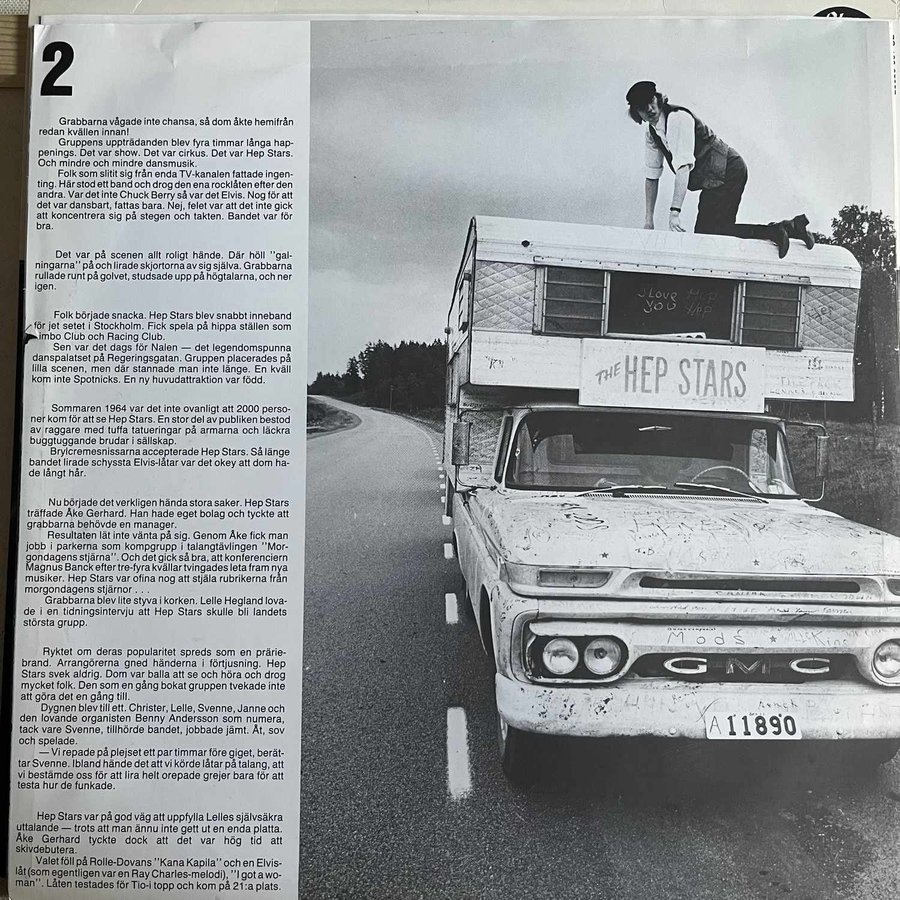 2
Grabbarna vågade inte chansa, så dom åkte hemifrån
redan kvällen innan!
Gruppens uppträdanden blev fyra timmar långa hap-
penings. Det var show. Det var cirkus. Det var Hep Stars.
Och mindre och mindre dansmusik.
Folk som slitit sig från enda TV-kanalen fattade ingen-
ting. Här stod ett band och drog den ena rocklåten efter den
andra. Var det inte Chuck Berry så var det Elvis. Nog för att
det var dansbart, fattas bara. Nej, felet var att det inte gick
att koncentrera sig på stegen och takten. Bandet var för
bra.
Det var på scenen allt roligt hände. Där höll "gal-
ningarna" på och lirade skjortorna av sig själva. Grabbarna
rullade runt på golvet, studsade upp på högtalarna, och ner
igen.
Folk började snacka. Hep Stars blev snabbt inneband
för jet setet i Stockholm. Fick spela på hippa ställen som
imbo Club och Racing Club.
Sen var det dags för Nalen — det legendomspunna
danspalatset på Regeringsgatan. Gruppen placerades på
lilla scenen, men där stannade man inte länge. En kväll
kom inte Spotnicks. En ny huvudattraktion var född.
Sommaren 1964 var det inte ovanligt att 2000 perso-
ner kom för att se Hep Stars. En stor del av publiken bestod
av raggare med tuffa tatueringar på armarna och läckra
buggtuggande brudar i sällskap.
Brylcremesnissarna accepterade Hep Stars. Så länge
bandet lirade schyssta Elvis-låtar var det okey att dom ha-
de långt hår.
Nu började det verkligen hända stora saker. Hep Stars
träffade Åke Gerhard. Han hade eget bolag och tyckte att
grabbarna behövde en manager.
Resultaten lät inte vänta på sig. Genom Åke fick man
jobb i parkerna som kompgrupp i talangtävlingen "Mor-
gondagens stjärna". Och det gick så bra, att konferenciern
Magnus Banck efter tre-fyra kvällar tvingades leta fram nya
musiker. Hep Stars var ofina nog att stjäla rubrikerna från
morgondagens stjärnor . . .
Grabbarna blev lite styva i korken. Lelle Hegland lova-
de i en tidningsintervju att Hep Stars skulle bli landets
största grupp.
Ryktet om deras popularitet spreds som en prärie-
brand. Arrangörerna gned händerna i förtjusning. Hep
Stars svek aldrig. Dom var balla att se och höra och drog
mycket folk. Den som en gång bokat gruppen tvekade inte
att göra det en gång till.
Dygnen blev till ett. Christer, Lelle, Svenne, Janne och
den lovande organisten Benny Andersson som numera,
tack vare Svenne, tillhörde bandet, jobbade jämt. Åt, sov
och spelade.
— Vi repade på plejset ett par timmar före giget, berät-
tar Svenne. Ibland hände det att vi körde låtar på talang, att
vi bestämde oss för att lira helt orepade grejer bara för att
testa hur de funkade.
Hep Stars var på god väg att uppfylla Lelles självsäkra
uttalande — trots att man ännu inte gett ut en enda platta.
Åke Gerhard tyckte dock att det var hög tid att
skivdebutera.
Valet föll på Rolle-Dovans "Kana Kapila" och en Elvis-
låt (som egentligen var en Ray Charles-melodi), "I got a wo-
man". Låten testades för Tio-i topp och kom på 21:a plats.
I Love Hep
YOU
THE HEP STARS
Mods
GMC
A11890